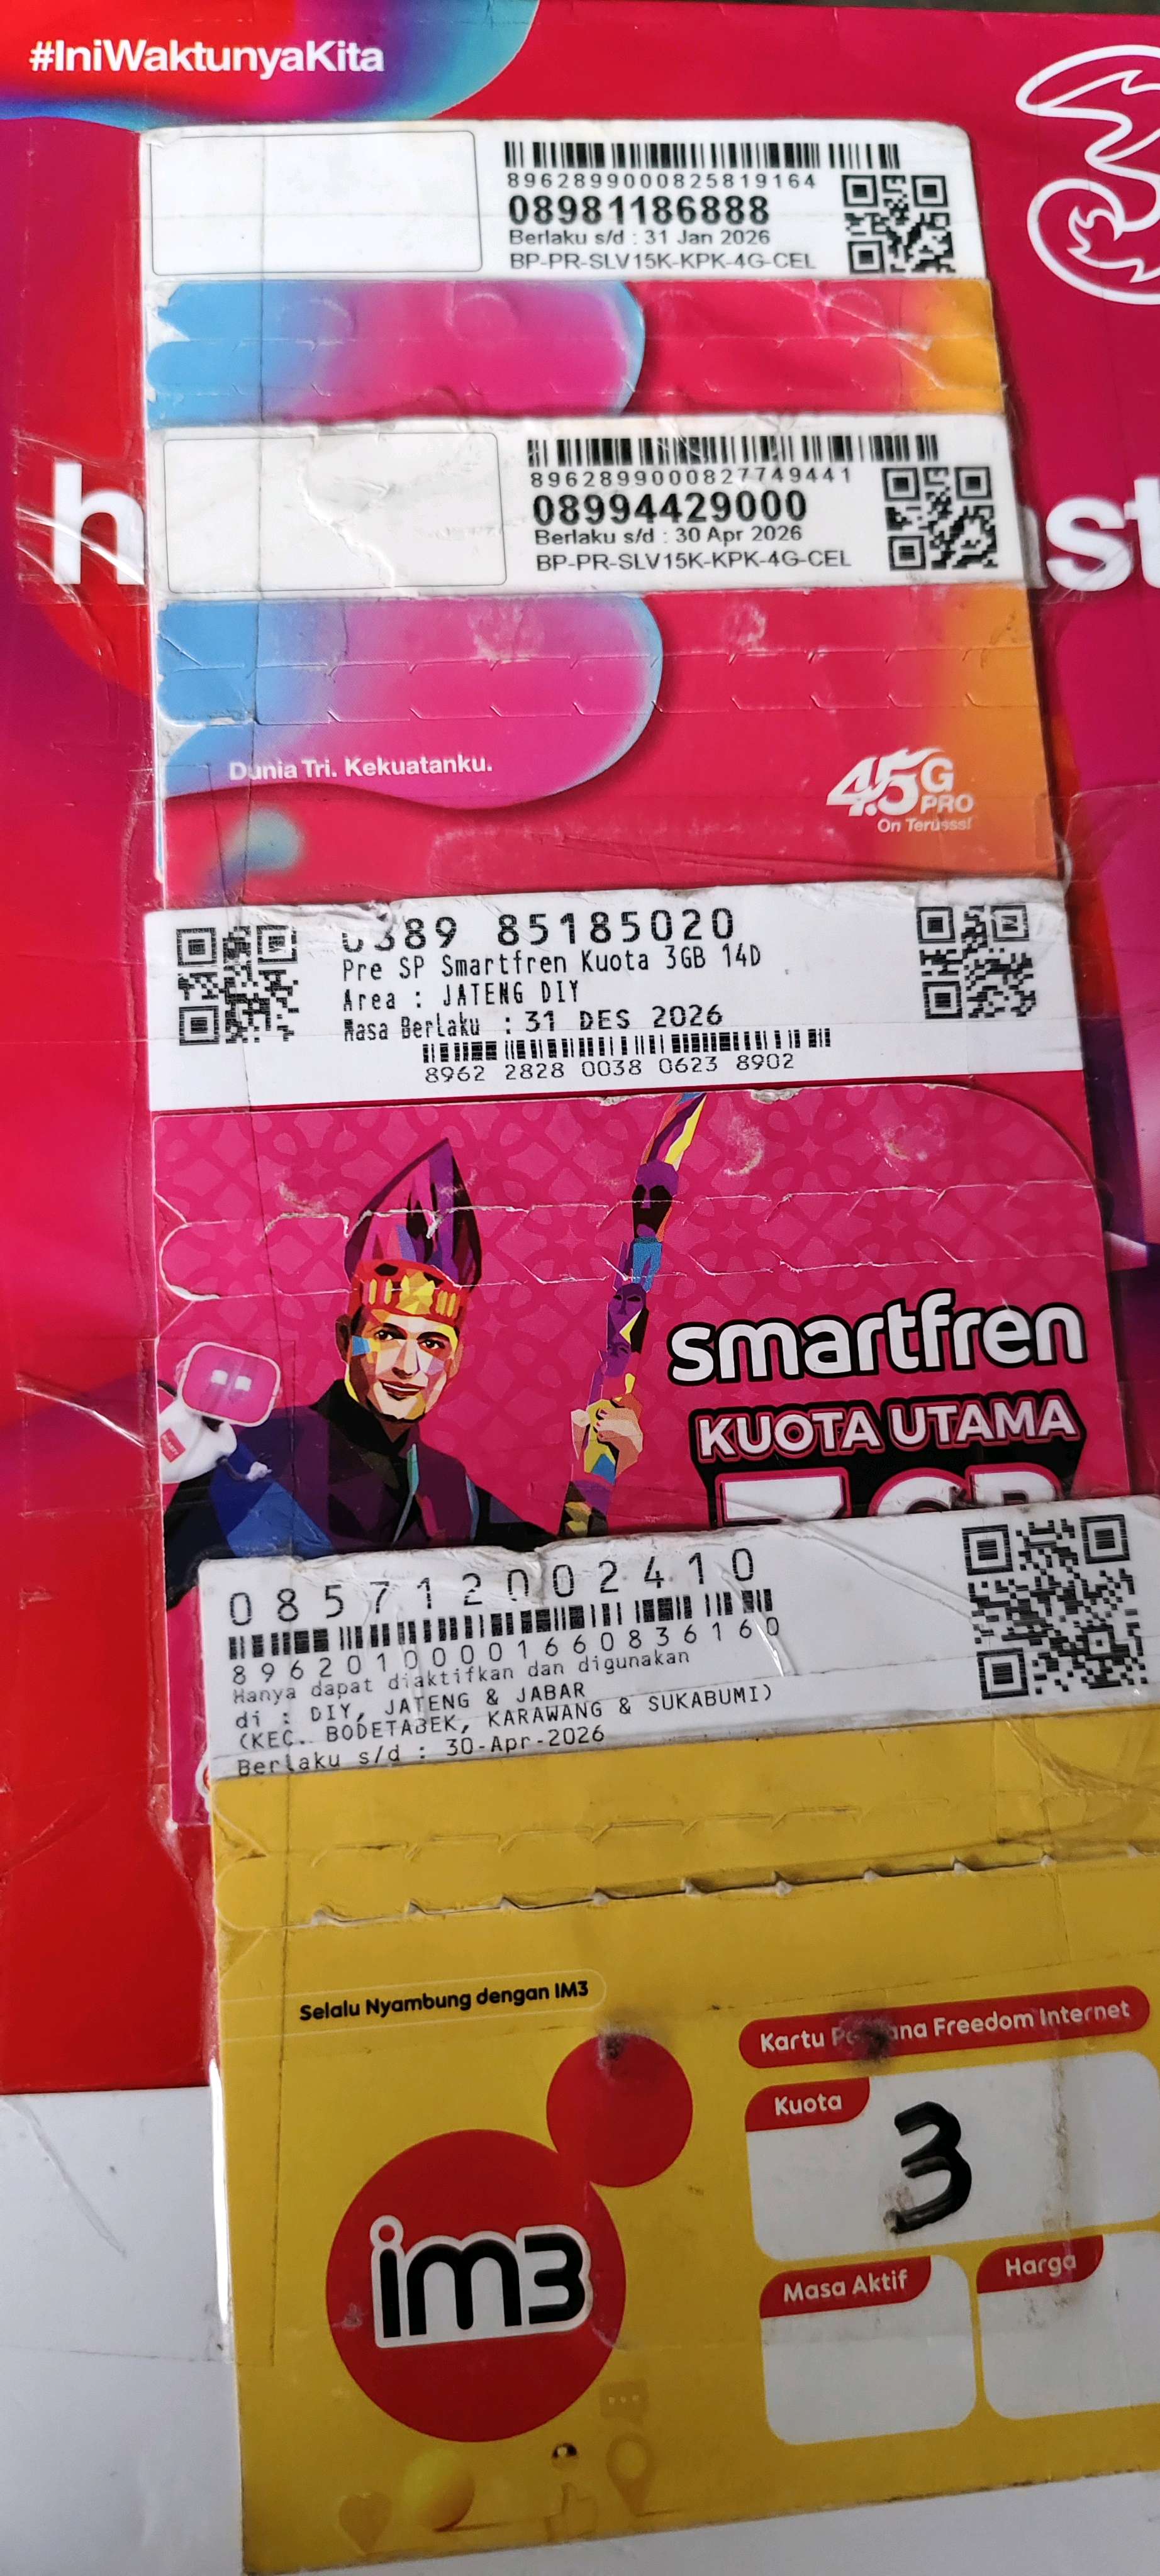 #IniWaktunyaKita
8962899000825819164
08981186888
Berlaku s/d : 31 Jan 2026
BP-PR-SLV15K-KPK-4G-CEL
h
st
8962899000827749441
08994429000
Berlaku s/d : 30 Apr 2026
BP-PR-SLV15K-KPK-4G-CEL
Dunia Tri. Kekuatanku.
4.5G
PRO
On Terusss!
85185020
Pre SP Smartfren Kuota 3GB 14D
Area : JATENG DIY
Masa Berlaku : 31 DES 2026
8962 2828 0038 0623 8902
smartfren
KUOTA UTAMA
085712002410
89620100001660836160
Hanya dapat diaktifkan dan digunakan
di : DIY, JATENG & JABAR
(KEC. BODETABEK, KARAWANG & SUKABUMI)
Berlaku s/d : 30-Apr-2026
Selalu Nyambung dengan IM3
Kartu Freedom Internet
Kuota
3
im3
Masa Aktif
Harga